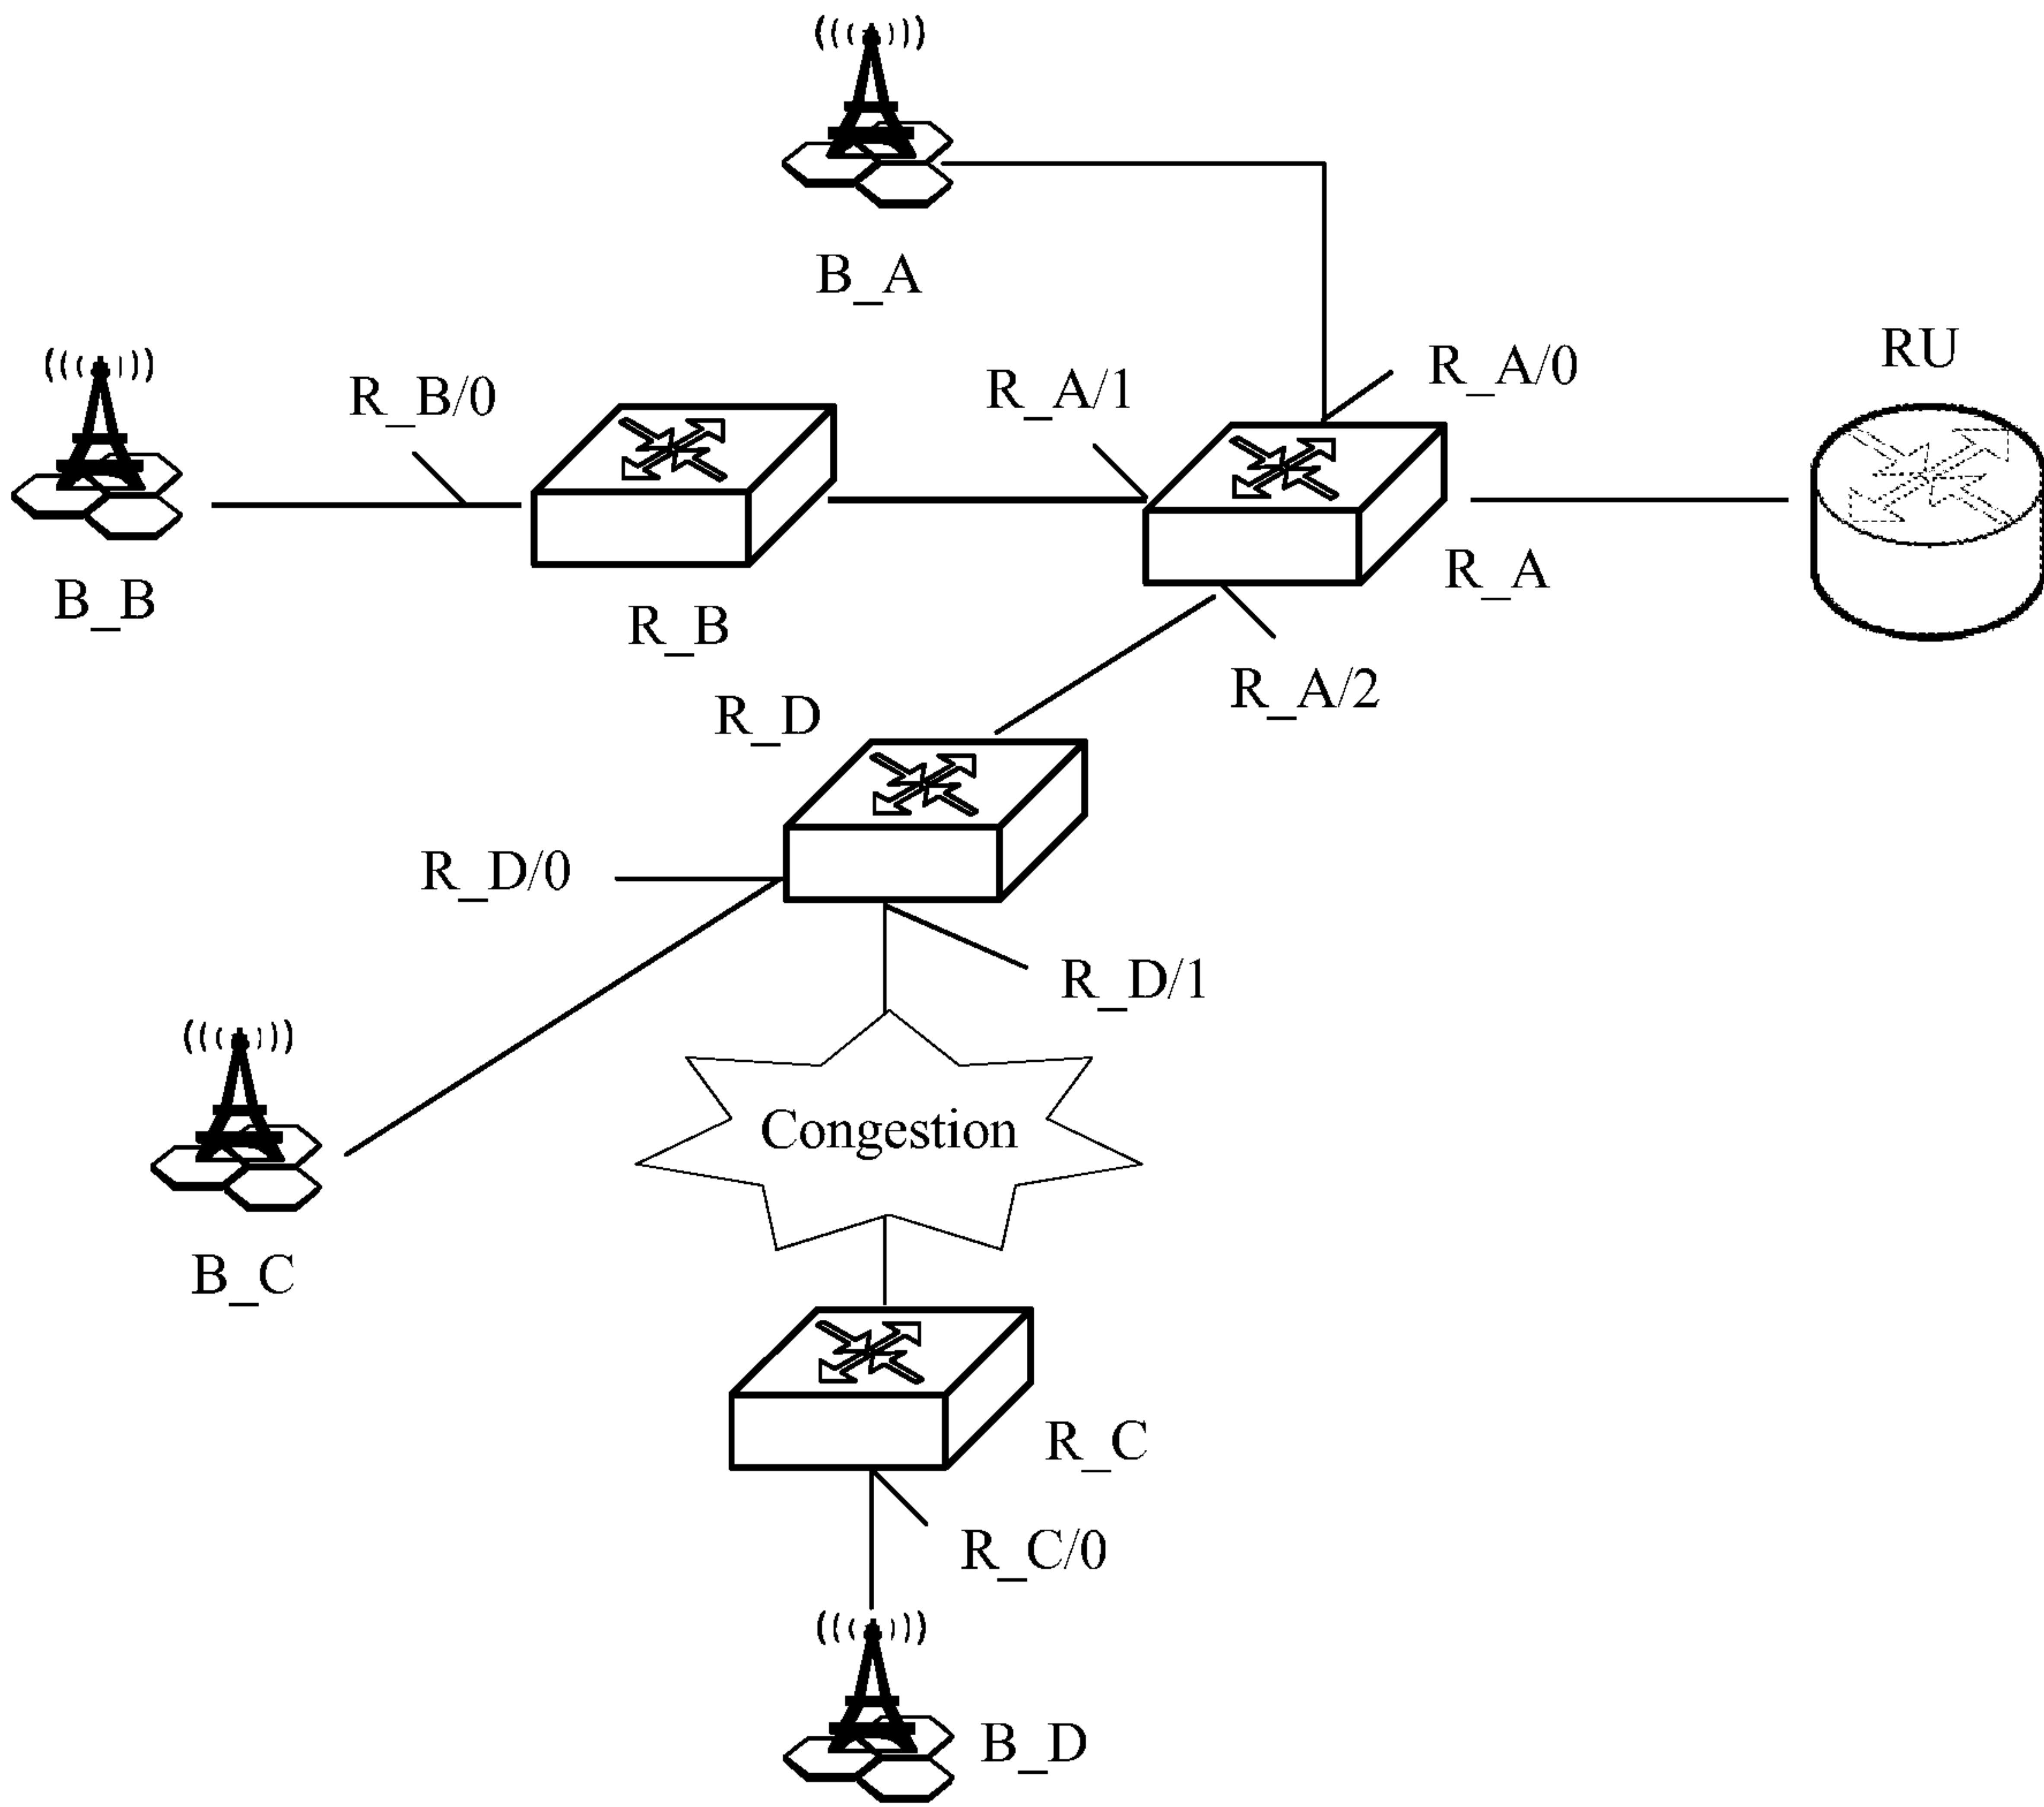 B_A
RU
R_A/0
R_A/1
R_B/0
R_A
B_B
R_B
R_A/2
R_D
R_D/0
R_D/1
Congestion
B_C
R_C
R_C/0
B_D